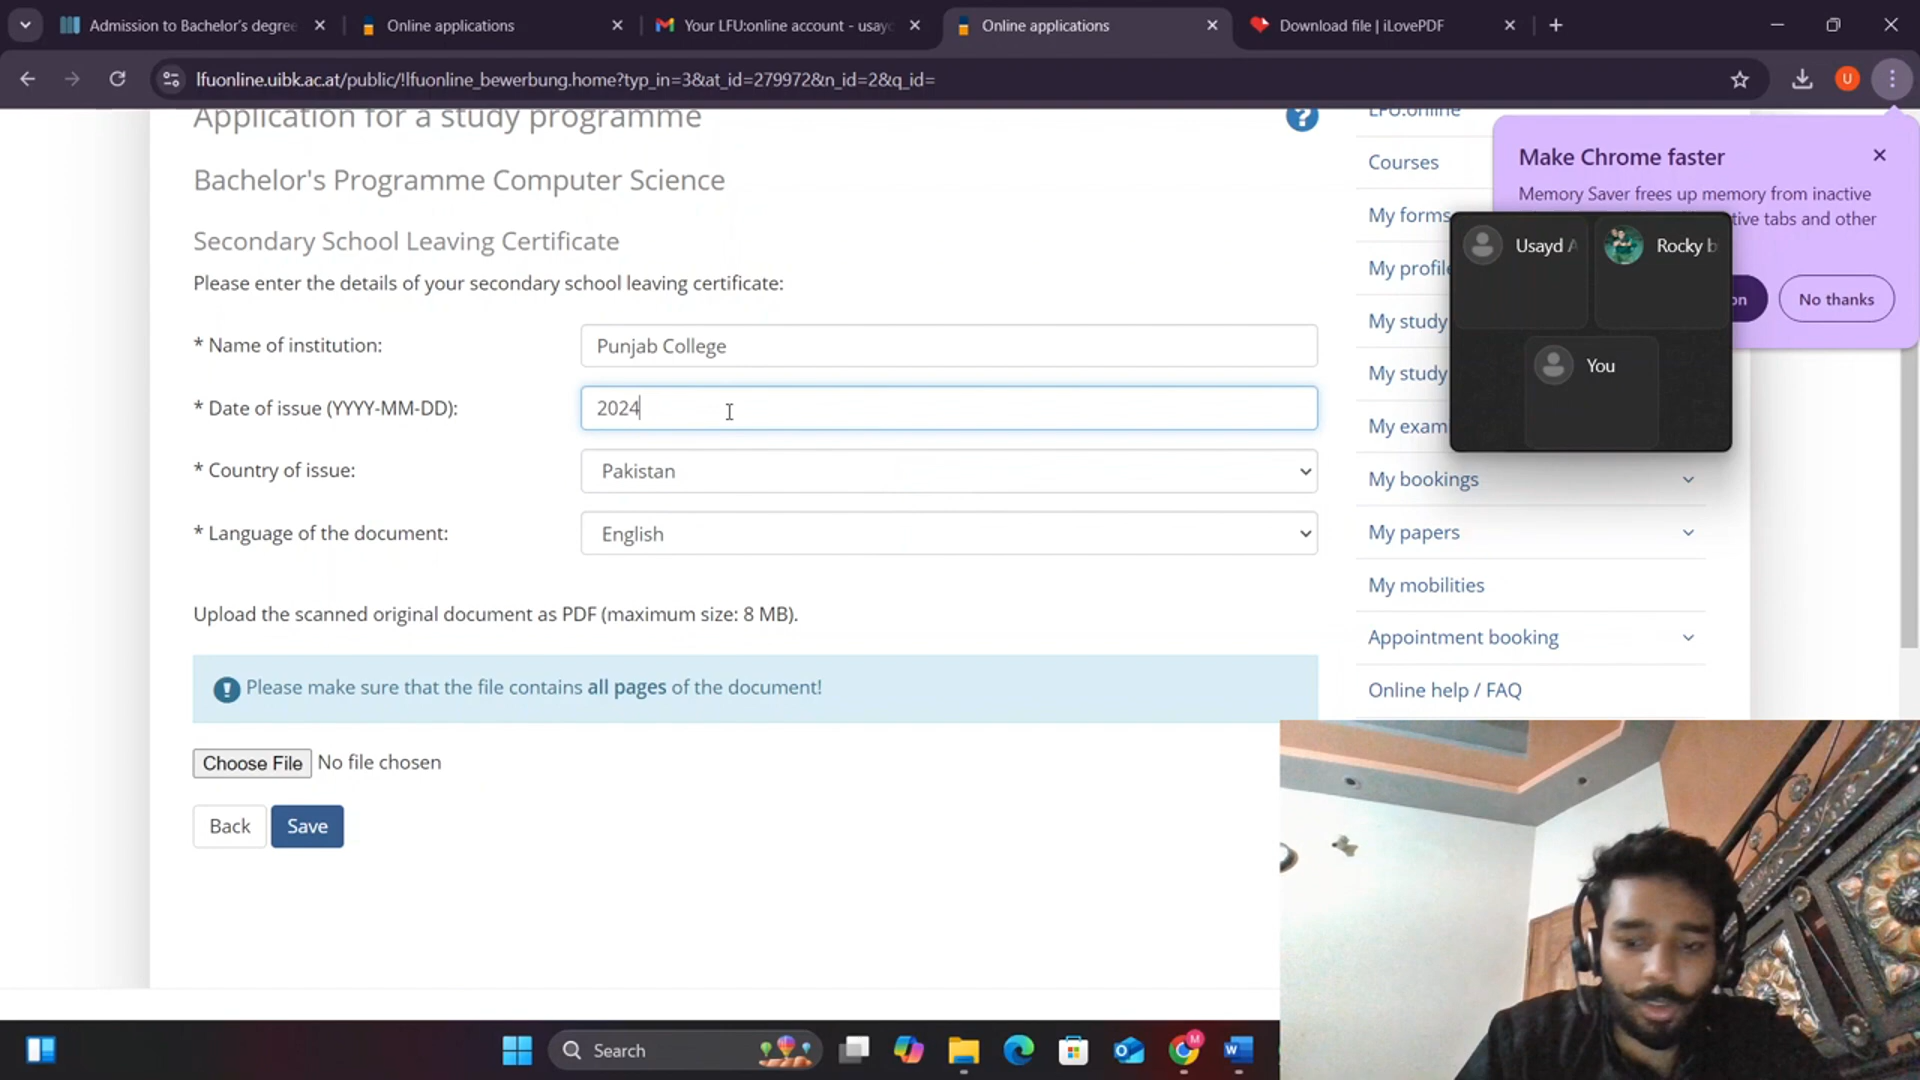 Admission to Bachelor's degree
Online applications
Your LFU:online account - usayd
Online applications
Download file | iLovePDF
lfuonline.uibk.ac.at/public/!lfuonline_bewerbung.home?typ_in=3&at_id=279972&n_id=2&q_id=
U
Application for a study programme
?
LFU:online
Make Chrome faster
Memory Saver frees up memory from inactive
tive tabs and other
on
No thanks
Bachelor's Programme Computer Science
Courses
My forms
My profile
My study
My study
My exam
My bookings
My papers
My mobilities
Appointment booking
Online help / FAQ
Usayd A
Rocky b
You
Secondary School Leaving Certificate
Please enter the details of your secondary school leaving certificate:
* Name of institution:
Punjab College
* Date of issue (YYYY-MM-DD):
2024
* Country of issue:
Pakistan
* Language of the document:
English
Upload the scanned original document as PDF (maximum size: 8 MB).
Please make sure that the file contains all pages of the document!
Choose File No file chosen
Back
Save
Search
M